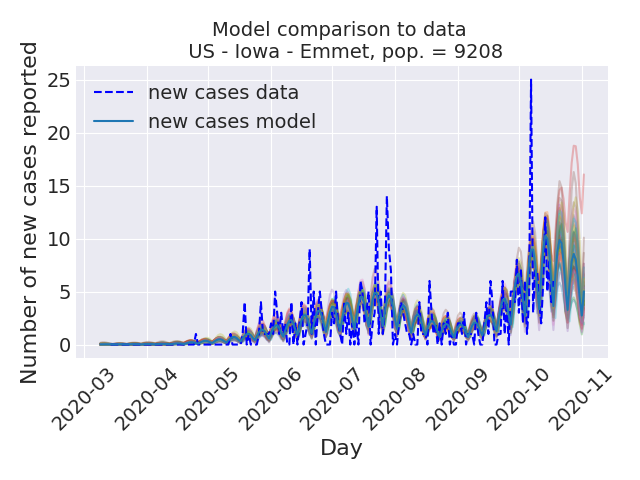 Model comparison to data
US - Iowa - Emmet, pop. = 9208
Number of new cases reported
25
20
15
10
5
0
new cases data
new cases model
2020-03
2020-04
2020-05
2020-06
2020-07
2020-08
2020-09
2020-10
2020-11
Day